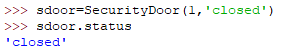 >>> sdoor=SecurityDoor(1,'closed')
>>> sdoor.status
'closed'